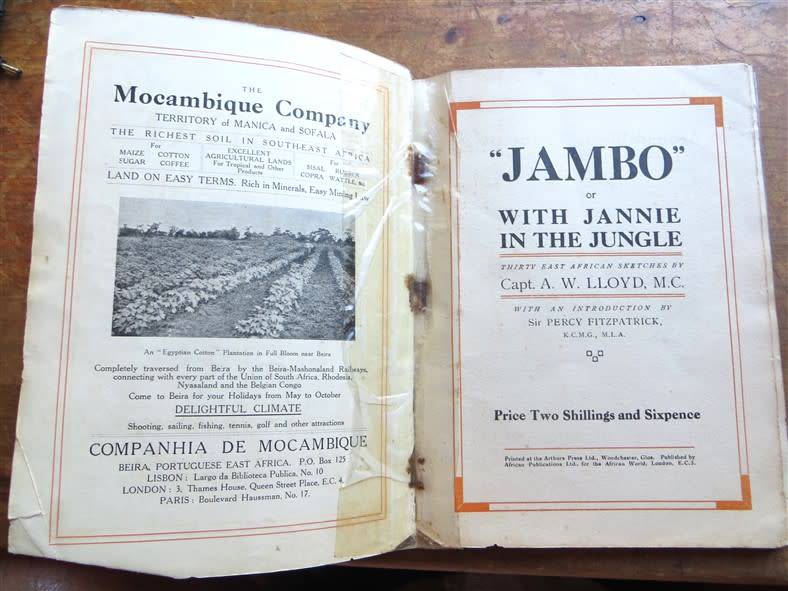 THE
Mocambique Company
TERRITORY of MANICA and SOFALA
THE RICHEST SOIL IN SOUTH-EAST AFRICA
For
MAIZE COTTON
SUGAR COFFEE
EXCELLENT
AGRICULTURAL LANDS
For Tropical and Other
Products
For
SISAL RUBBER
COPRA WATTLE, &c.
LAND ON EASY TERMS. Rich in Minerals, Easy Mining Law
An "Egyptian Cotton" Plantation in Full Bloom near Beira
Completely traversed from Beira by the Beira-Mashonaland Railways,
connecting with every part of the Union of South Africa, Rhodesia,
Nyasaland and the Belgian Congo
Come to Beira for your Holidays from May to October
DELIGHTFUL CLIMATE
Shooting, sailing, fishing, tennis, golf and other attractions
COMPANHIA DE MOCAMBIQUE
BEIRA, PORTUGUESE EAST AFRICA. P.O. Box 125
LISBON: Largo da Biblioteca Publica, No. 10
LONDON: 3, Thames House, Queen Street Place, E.C. 4.
PARIS: Boulevard Haussman, No. 17.
"JAMBO"
or
WITH JANNIE
IN THE JUNGLE
THIRTY EAST AFRICAN SKETCHES BY
Capt. A. W. LLOYD, M.C.
WITH AN INTRODUCTION BY
Sir PERCY FITZPATRICK,
K.C.M.G., M.L.A.
Price Two Shillings and Sixpence
Printed at the Arthurs Press Ltd., Woodchester, Glos. Published by
African Publications Ltd., for the African World, London, E.C.2.